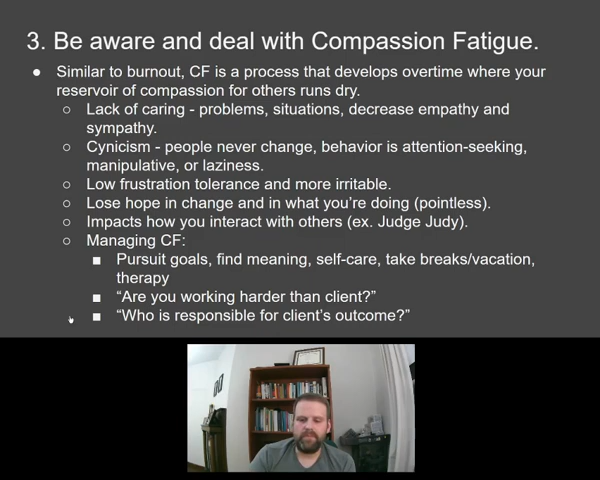 3. Be aware and deal with Compassion Fatigue.
● Similar to burnout, CF is a process that develops overtime where your
reservoir of compassion for others runs dry.
○ Lack of caring - problems, situations, decrease empathy and
sympathy.
○ Cynicism - people never change, behavior is attention-seeking,
manipulative, or laziness.
○ Low frustration tolerance and more irritable.
○ Lose hope in change and in what you’re doing (pointless).
○ Impacts how you interact with others (ex. Judge Judy).
○ Managing CF:
■ Pursuit goals, find meaning, self-care, take breaks/vacation,
therapy
■ “Are you working harder than client?”
■ “Who is responsible for client’s outcome?”